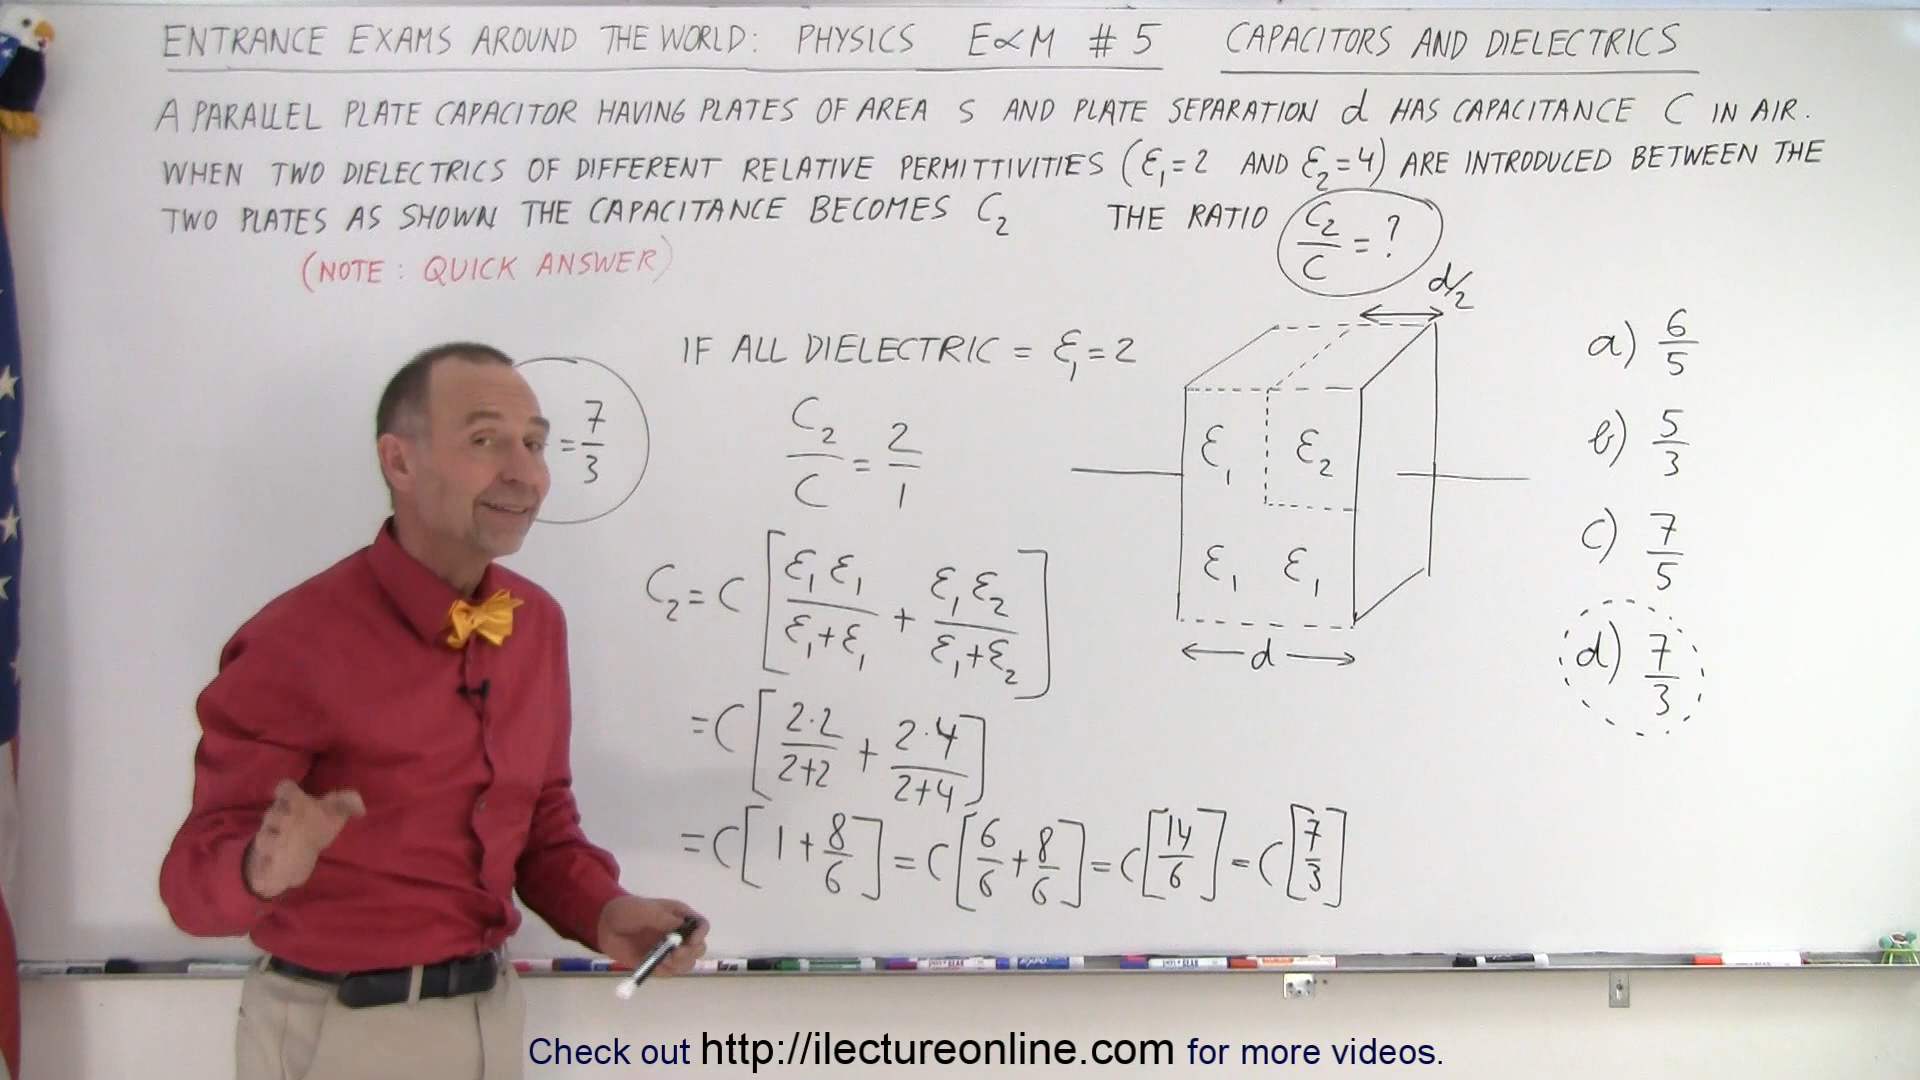 ENTRANCE EXAMS AROUND THE WORLD: PHYSICS E∝M # 5 CAPACITORS AND DIELECTRICS
A PARALLEL PLATE CAPACITOR HAVING PLATES OF AREA S AND PLATE SEPARATION d HAS CAPACITANCE C IN AIR.
WHEN TWO DIELECTRICS OF DIFFERENT RELATIVE PERMITTIVITIES (ε₁=2 AND ε₂=4) ARE INTRODUCED BETWEEN THE
TWO PLATES AS SHOWN THE CAPACITANCE BECOMES C₂ THE RATIO C₂/C = ?
(NOTE: QUICK ANSWER)
= 7/3
IF ALL DIELECTRIC = ε₁=2
C₂/C = 2/1
C₂ = C [ε₁ε₁/(ε₁+ε₁) + ε₁ε₂/(ε₁+ε₂)]
= C [2·2/(2+2) + 2·4/(2+4)]
= C [1 + 8/6] = C [6/6 + 8/6] = C [14/6] = C [7/3]
d/2
ε₁ ε₂
ε₁ ε₁
d
a) 6/5
b) 5/3
c) 7/5
d) 7/3
Check out http://ilectureonline.com for more videos.